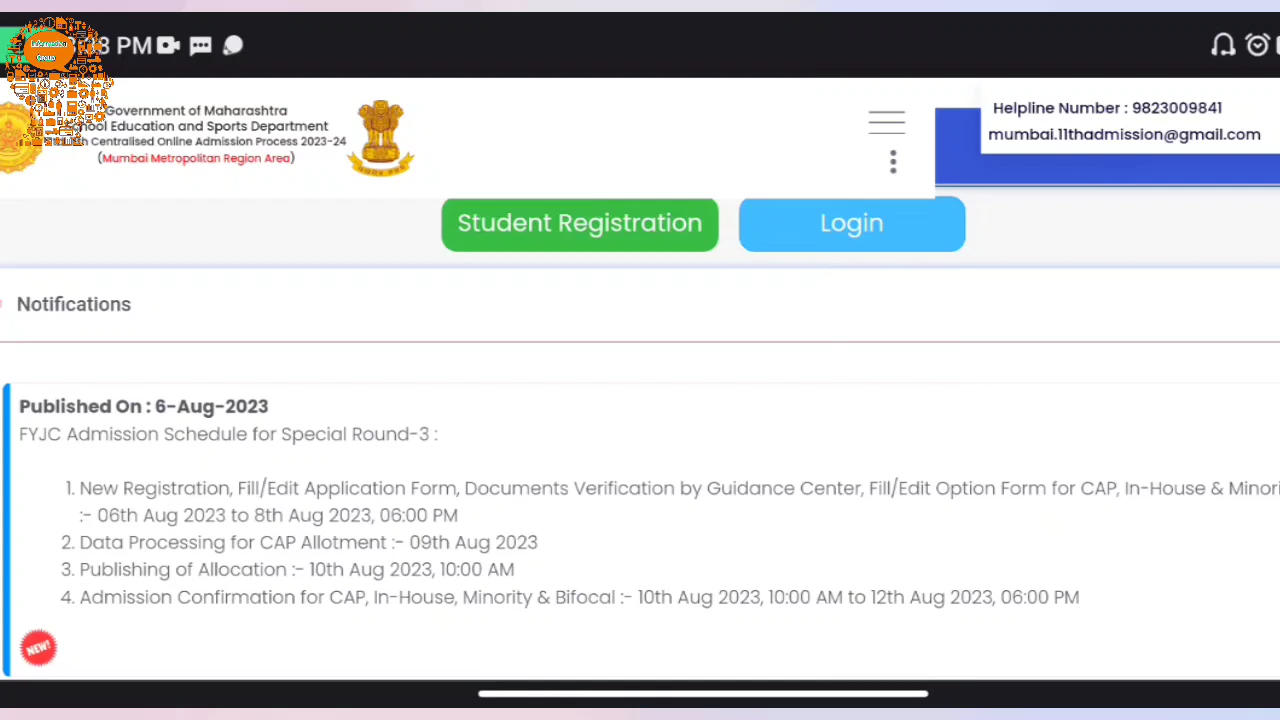 Information
Group
PM
Government of Maharashtra
School Education and Sports Department
Centralised Online Admission Process 2023-24
(Mumbai Metropolitan Region Area)
Helpline Number : 9823009841
mumbai.11thadmission@gmail.com
Student Registration
Login
Notifications
Published On : 6-Aug-2023
FYJC Admission Schedule for Special Round-3 :
1. New Registration, Fill/Edit Application Form, Documents Verification by Guidance Center, Fill/Edit Option Form for CAP, In-House &
:- 06th Aug 2023 to 8th Aug 2023, 06:00 PM
2. Data Processing for CAP Allotment :- 09th Aug 2023
3. Publishing of Allocation :- 10th Aug 2023, 10:00 AM
4. Admission Confirmation for CAP, In-House, Minority & Bifocal :- 10th Aug 2023, 10:00 AM to 12th Aug 2023, 06:00 PM
NEW!